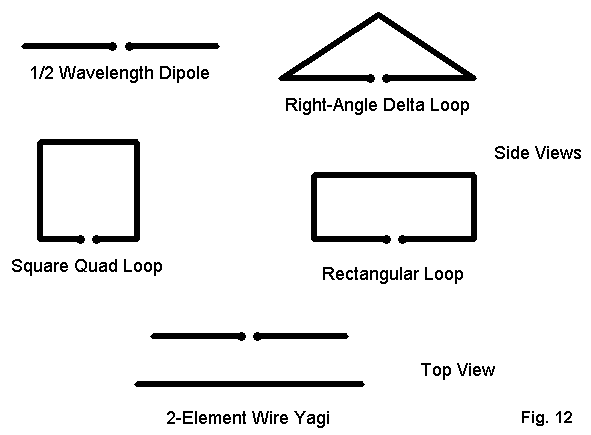 1/2 Wavelength Dipole
Right-Angle Delta Loop
Side Views
Square Quad Loop
Rectangular Loop
Top View
2-Element Wire Yagi
Fig. 12